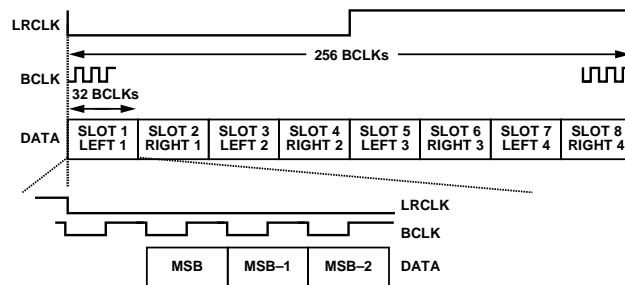 LRCLK
256 BCLKs
BCLK
32 BCLKs
DATA
SLOT 1 LEFT 1
SLOT 2 RIGHT 1
SLOT 3 LEFT 2
SLOT 4 RIGHT 2
SLOT 5 LEFT 3
SLOT 6 RIGHT 3
SLOT 7 LEFT 4
SLOT 8 RIGHT 4
LRCLK
BCLK
MSB
MSB–1
MSB–2
DATA